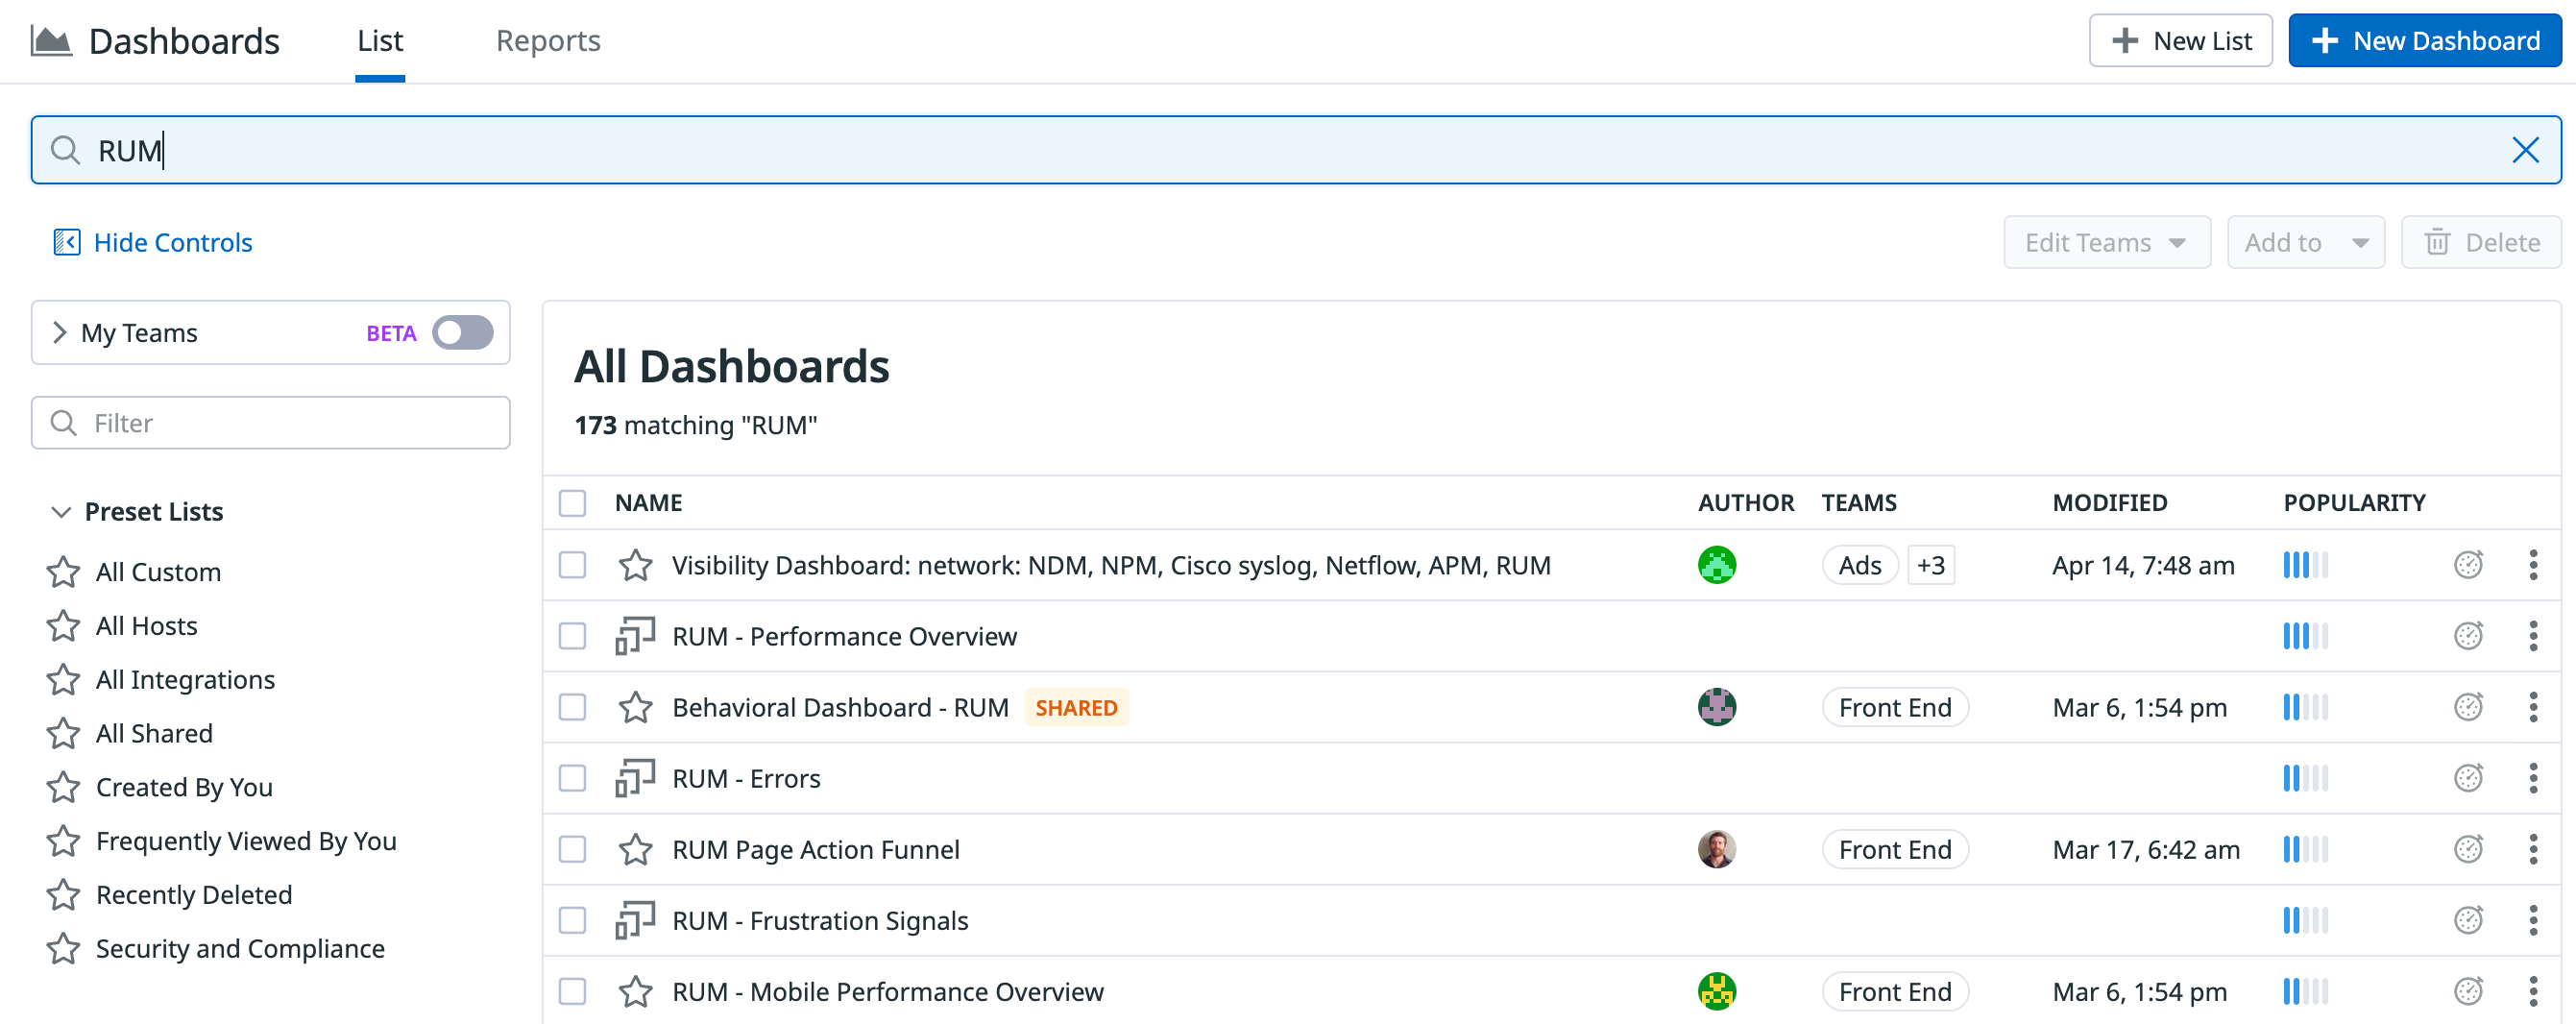 Dashboards List Reports + New List + New Dashboard
RUM
Hide Controls Edit Teams Add to Delete
My Teams BETA
Filter
Preset Lists
All Custom
All Hosts
All Integrations
All Shared
Created By You
Frequently Viewed By You
Recently Deleted
Security and Compliance
All Dashboards
173 matching "RUM"
NAME AUTHOR TEAMS MODIFIED POPULARITY
Visibility Dashboard: network: NDM, NPM, Cisco syslog, Netflow, APM, RUM Ads +3 Apr 14, 7:48 am
RUM - Performance Overview
Behavioral Dashboard - RUM SHARED Front End Mar 6, 1:54 pm
RUM - Errors
RUM Page Action Funnel Front End Mar 17, 6:42 am
RUM - Frustration Signals
RUM - Mobile Performance Overview Front End Mar 6, 1:54 pm